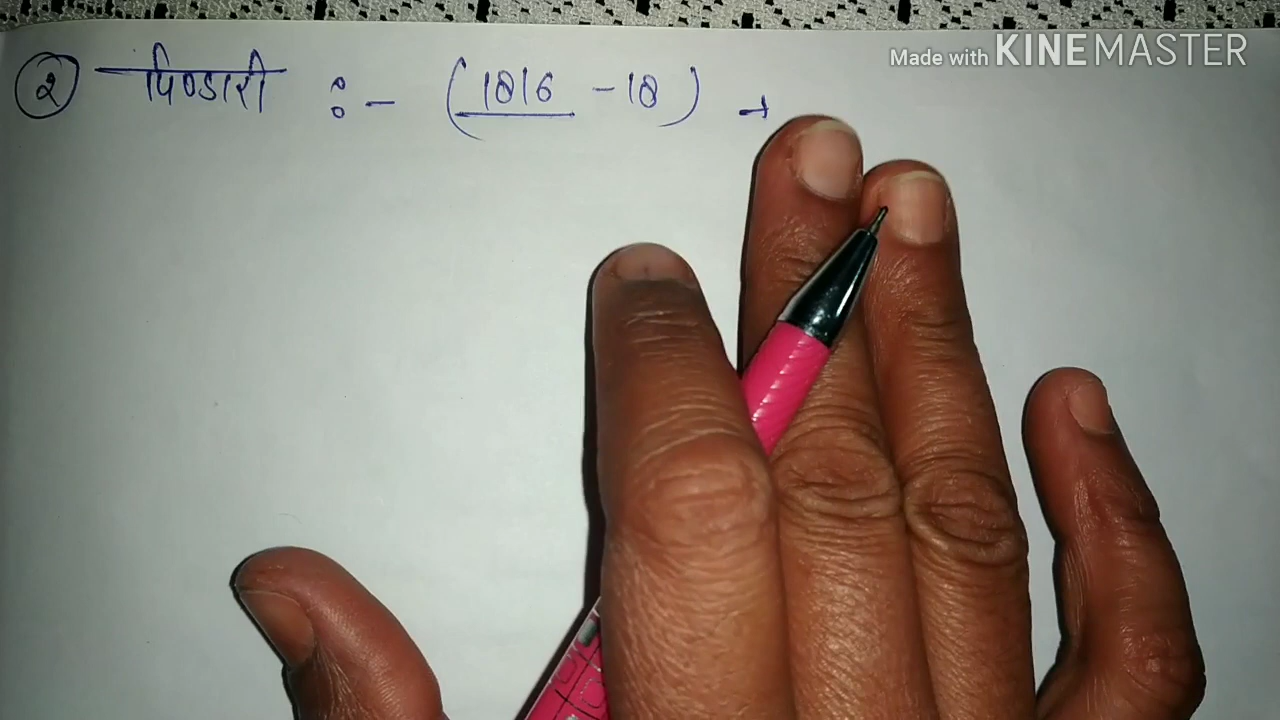 Made with KINEMASTER
② पिण्डारी :- (1816 -18) →